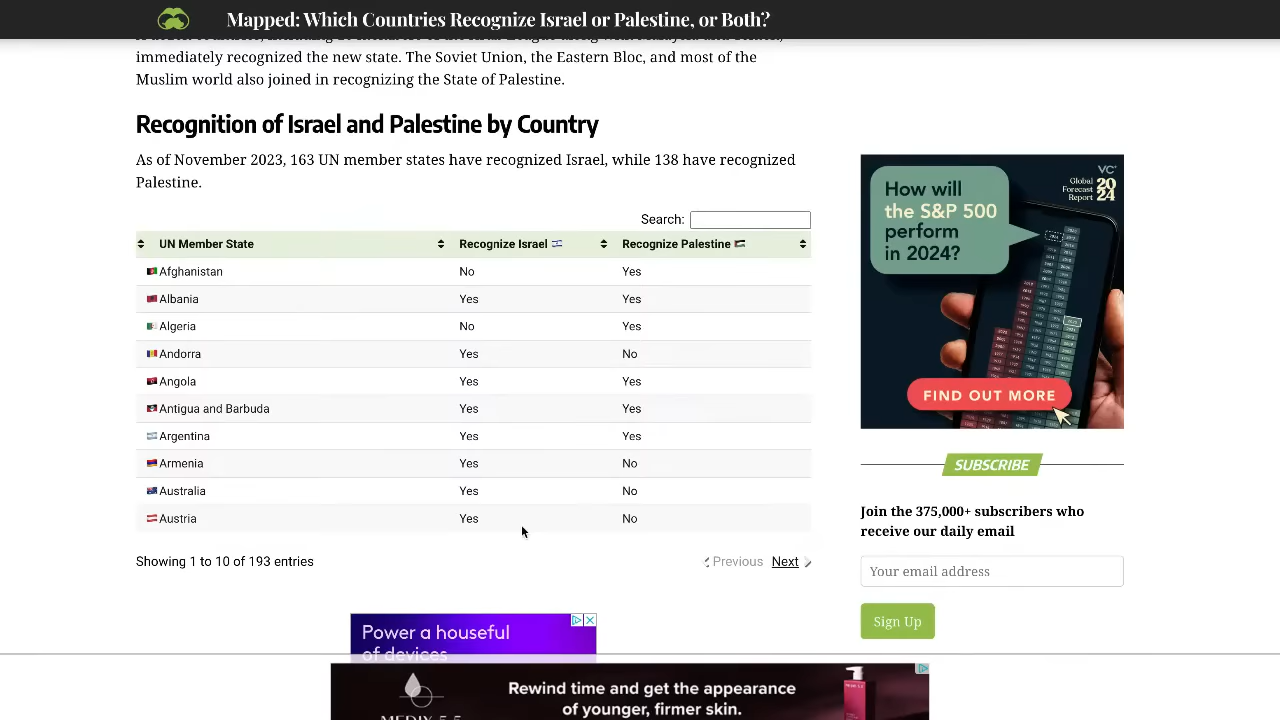 Mapped: Which Countries Recognize Israel or Palestine, or Both?
immediately recognized the new state. The Soviet Union, the Eastern Bloc, and most of the
Muslim world also joined in recognizing the State of Palestine.
Recognition of Israel and Palestine by Country
As of November 2023, 163 UN member states have recognized Israel, while 138 have recognized
Palestine.
Search:
UN Member State Recognize Israel Recognize Palestine
Afghanistan No Yes
Albania Yes Yes
Algeria No Yes
Andorra Yes No
Angola Yes Yes
Antigua and Barbuda Yes Yes
Argentina Yes Yes
Armenia Yes No
Australia Yes No
Austria Yes No
Showing 1 to 10 of 193 entries
Previous Next
VC+
Global
Forecast
Report
2024
How will
the S&P 500
perform
in 2024?
FIND OUT MORE
SUBSCRIBE
Join the 375,000+ subscribers who
receive our daily email
Your email address
Sign Up
Power a houseful
of devices
Rewind time and get the appearance
of younger, firmer skin.